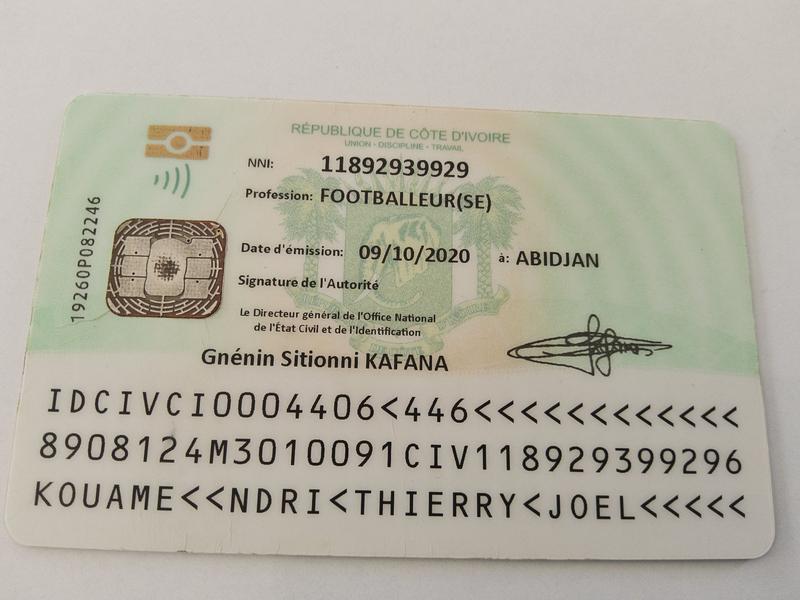 RÉPUBLIQUE DE CÔTE D'IVOIRE
UNION - DISCIPLINE - TRAVAIL
NNI: 11892939929
Profession: FOOTBALLEUR(SE)
19260P082246
Date d'émission: 09/10/2020 à: ABIDJAN
Signature de l'Autorité
Le Directeur général de l'Office National
de l'État Civil et de l'Identification
Gnénin Sitionni KAFANA
IDCIVCI0004406<446<<<<<<<<<<<<
8908124M3010091CIV118929399296
KOUAME<<NDRI<THIERRY<JOEL<<<<<